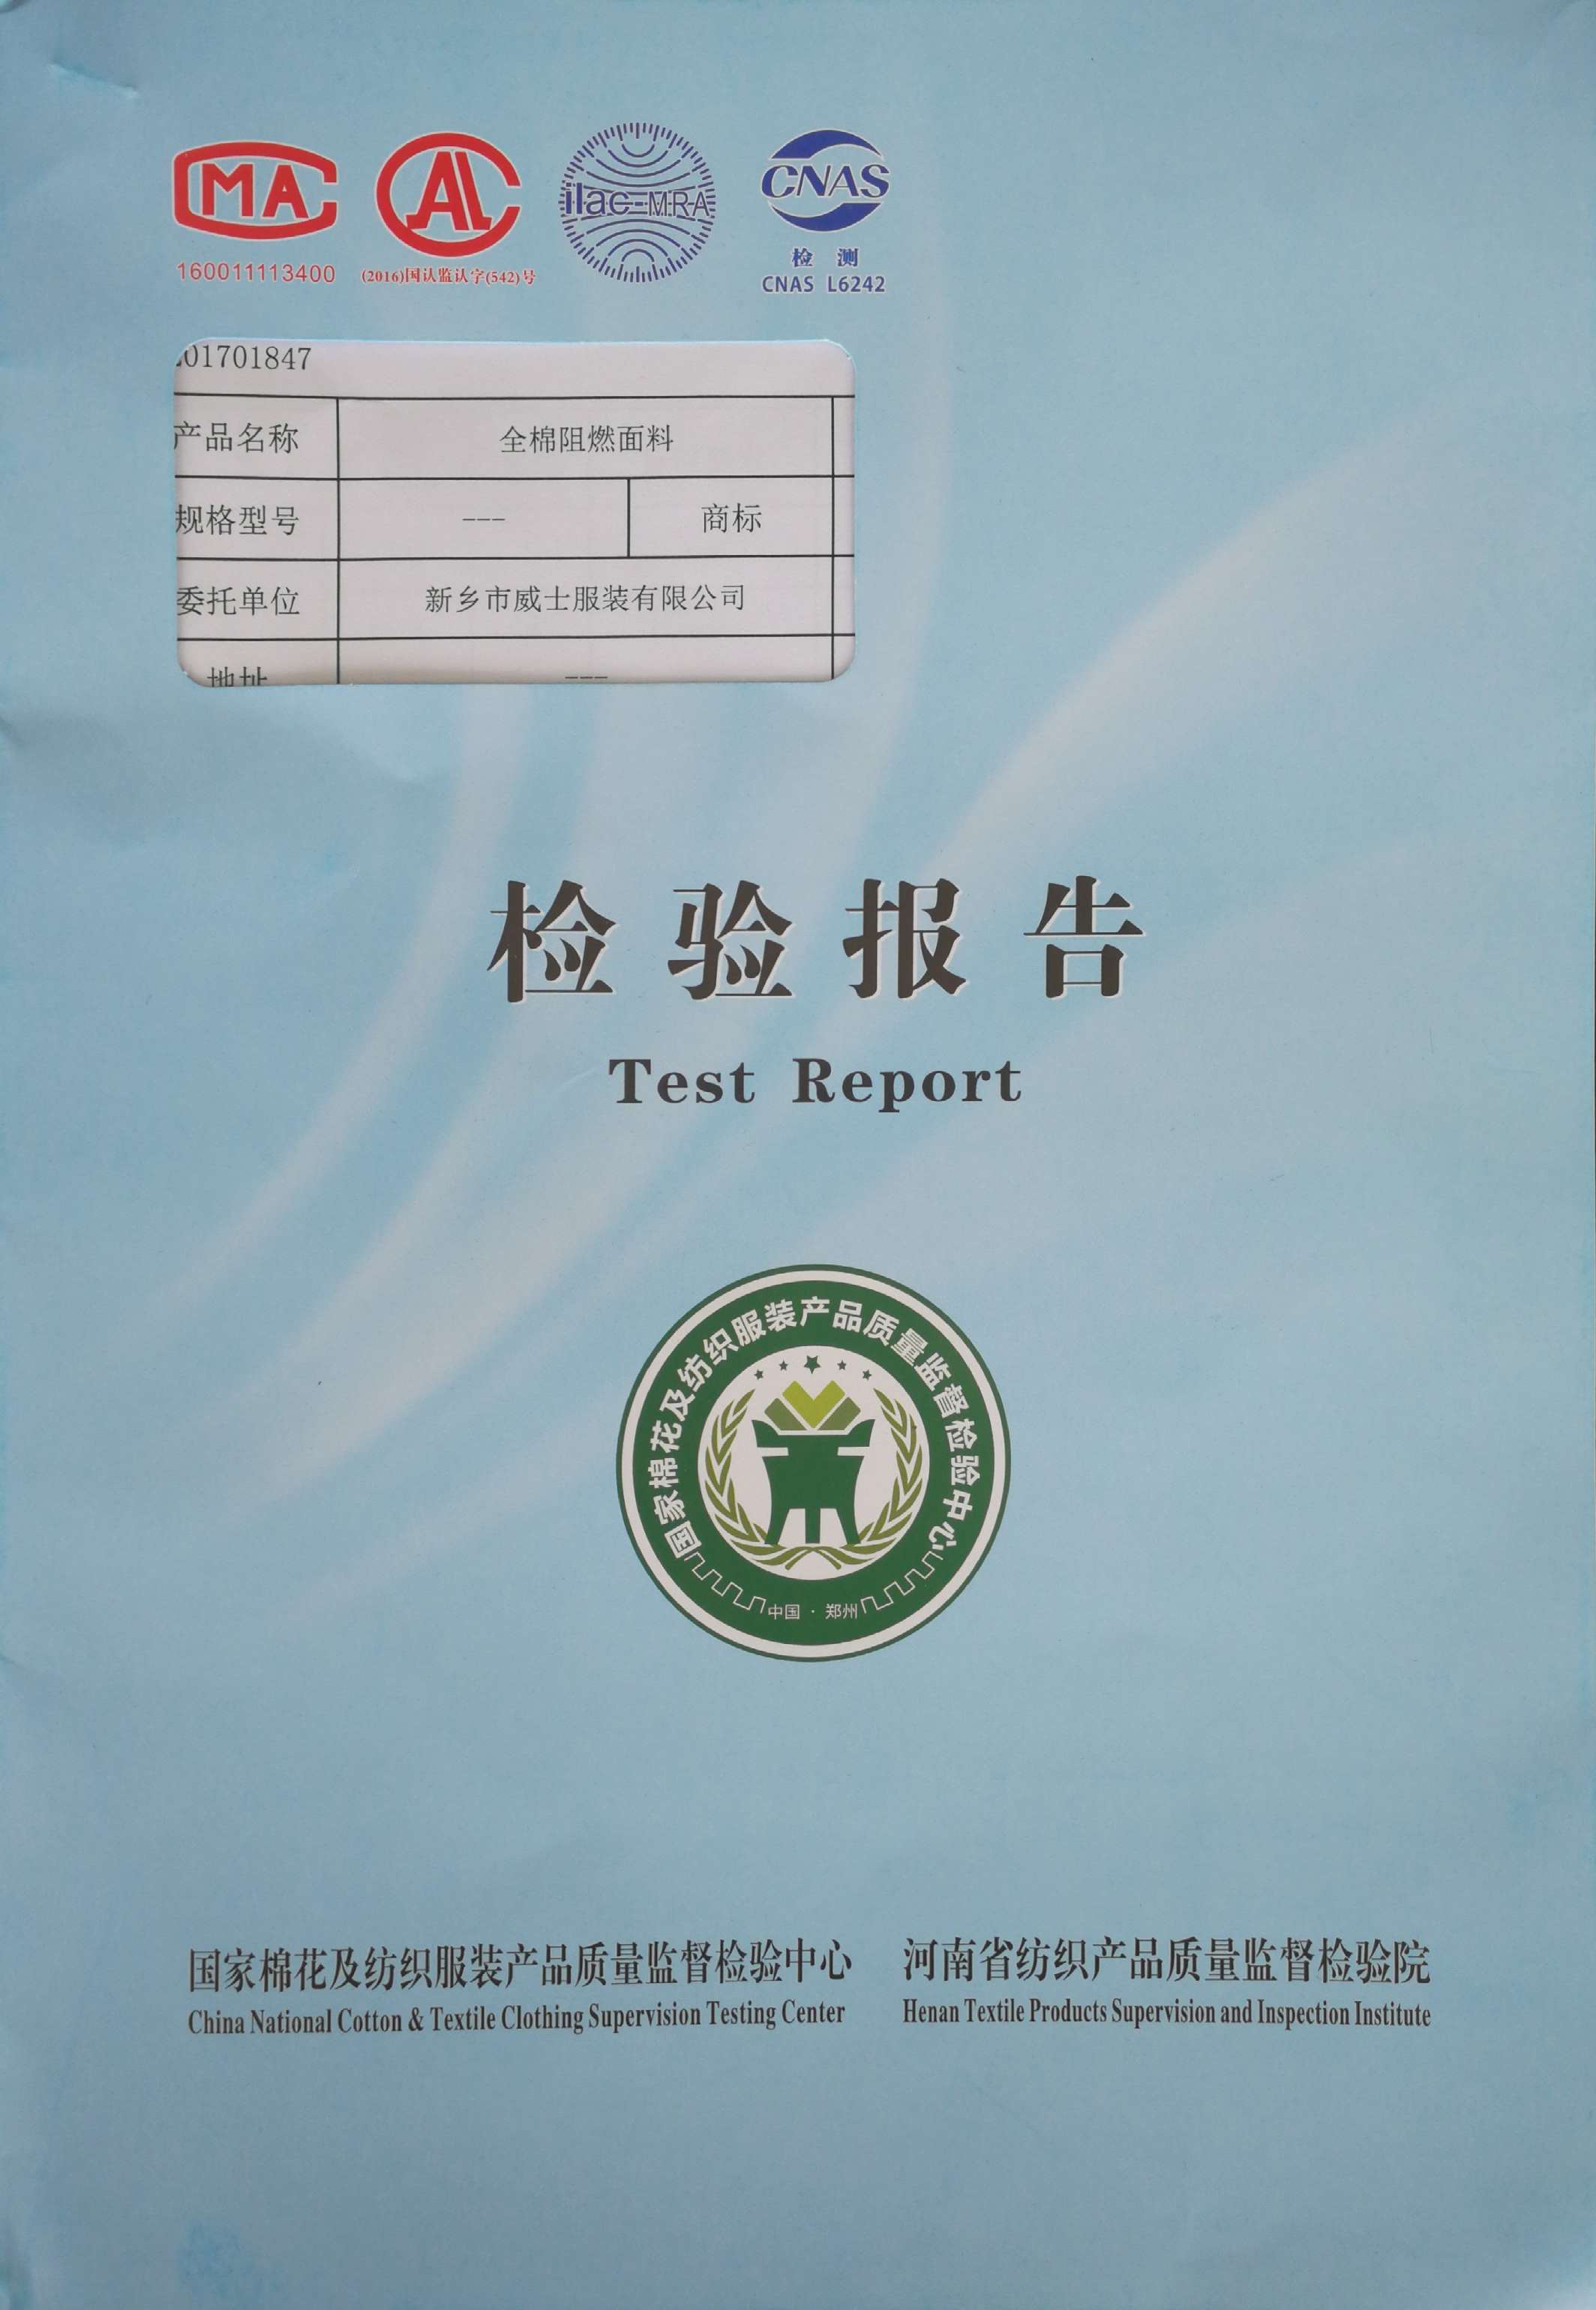 MA
160011113400
CAL
(2016)国认监认字(542)号
ilac-MRA
CNAS
检 测
CNAS L6242
01701847
产品名称
全棉阻燃面料
规格型号
---
商标
委托单位
新乡市威士服装有限公司
地址
---
检验报告
Test Report
国家棉花及纺织服装产品质量监督检验中心
中国·郑州
国家棉花及纺织服装产品质量监督检验中心
河南省纺织产品质量监督检验院
China National Cotton & Textile Clothing Supervision Testing Center
Henan Textile Products Supervision and Inspection Institute